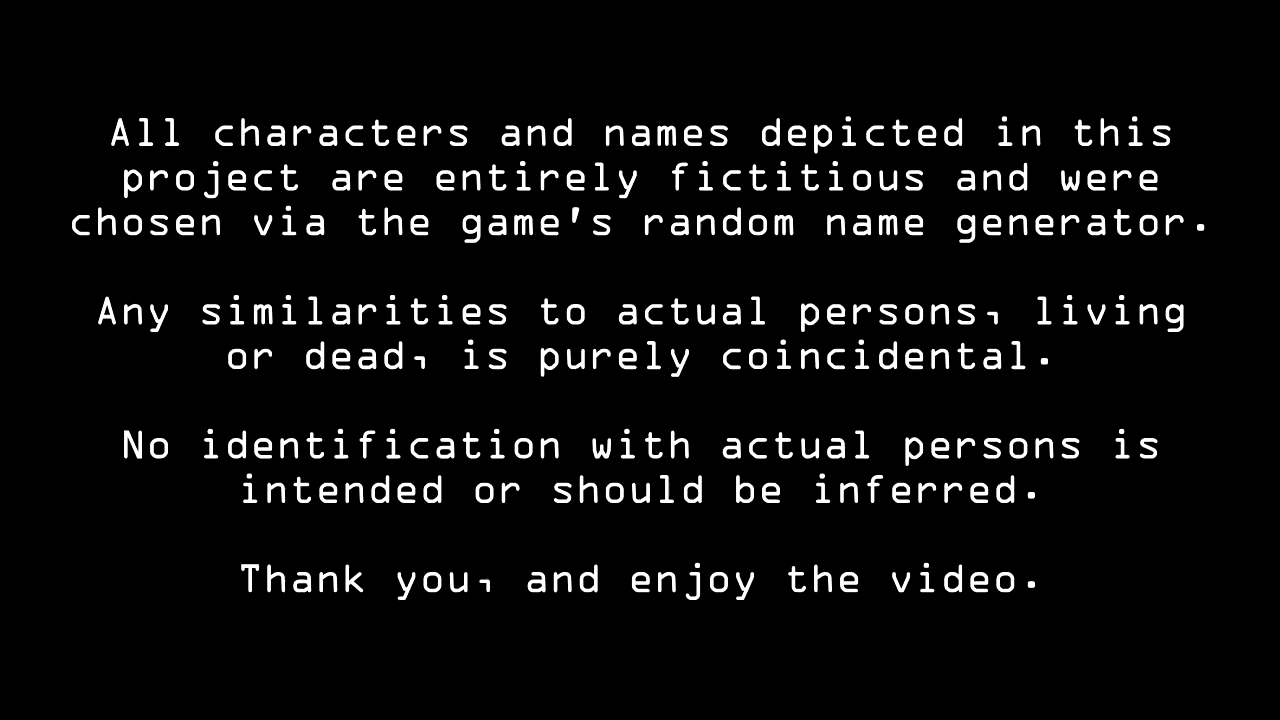 All characters and names depicted in this
project are entirely fictitious and were
chosen via the game's random name generator.
Any similarities to actual persons, living
or dead, is purely coincidental.
No identification with actual persons is
intended or should be inferred.
Thank you, and enjoy the video.